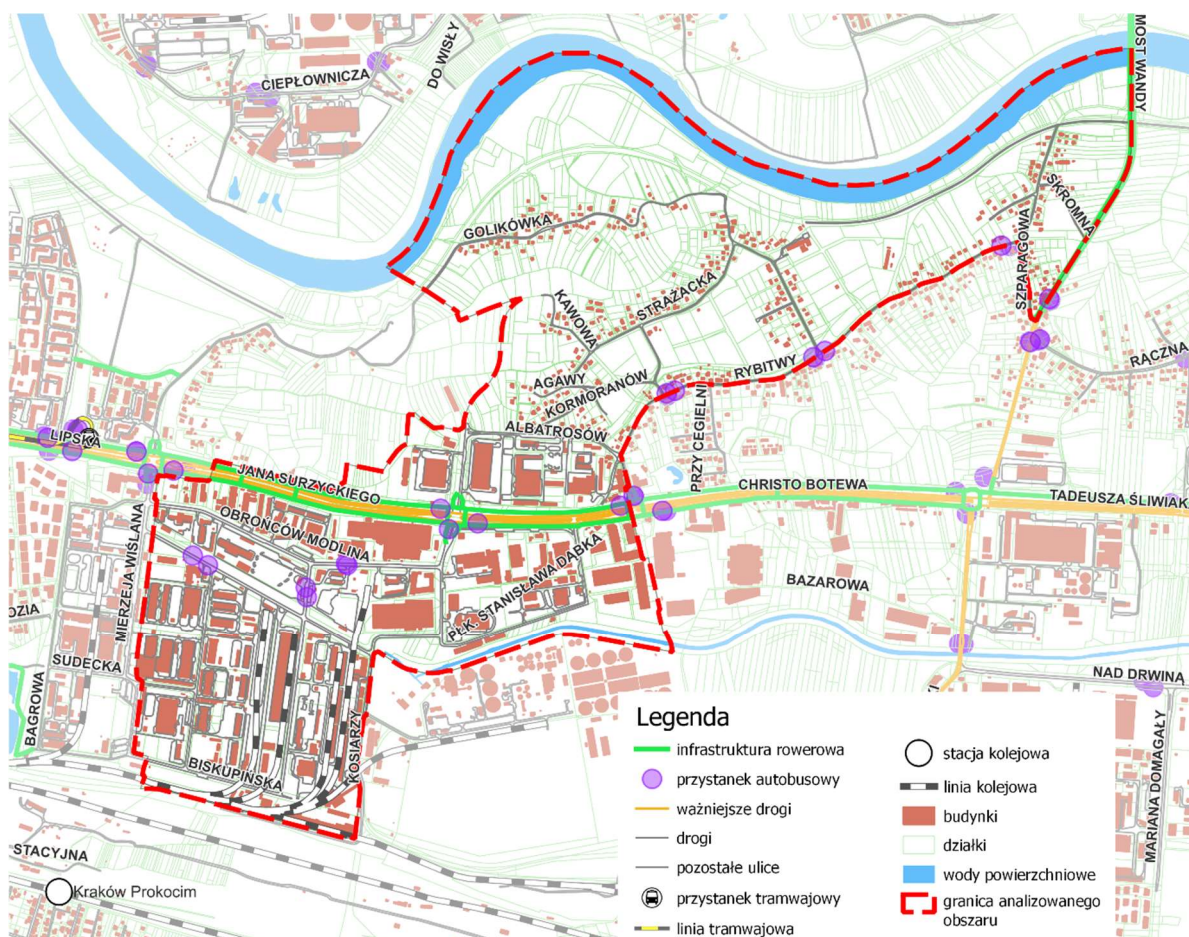 MOST WANDY
CIEPŁOWNICZA
DO WISŁY
GOLIKÓWKA
SKROMNA
SZPARAGOWA
KAWOWA
STRAŻACKA
RĄCZNA
RYBITWY
AGAWY
KORMORANÓW
ALBATROSÓW
PRZY CEGIELNI
LIPSKA
JANA SURZYCKIEGO
CHRISTO BOTEWA
TADEUSZA ŚLIWIAK
OBROŃCÓW MODLINA
MIERZEJA WIŚLANA
PŁK. STANISŁAWA DĄBKA
BAZAROWA
OZIA
SUDECKA
BAGROWA
NAD DRWINĄ
KOSIARZY
BISKUPIŃSKA
MARIANA DOMAGAŁY
STACYJNA
Kraków Prokocim
Legenda
infrastruktura rowerowa
przystanek autobusowy
ważniejsze drogi
drogi
pozostałe ulice
przystanek tramwajowy
linia tramwajowa
stacja kolejowa
linia kolejowa
budynki
działki
wody powierzchniowe
granica analizowanego
obszaru